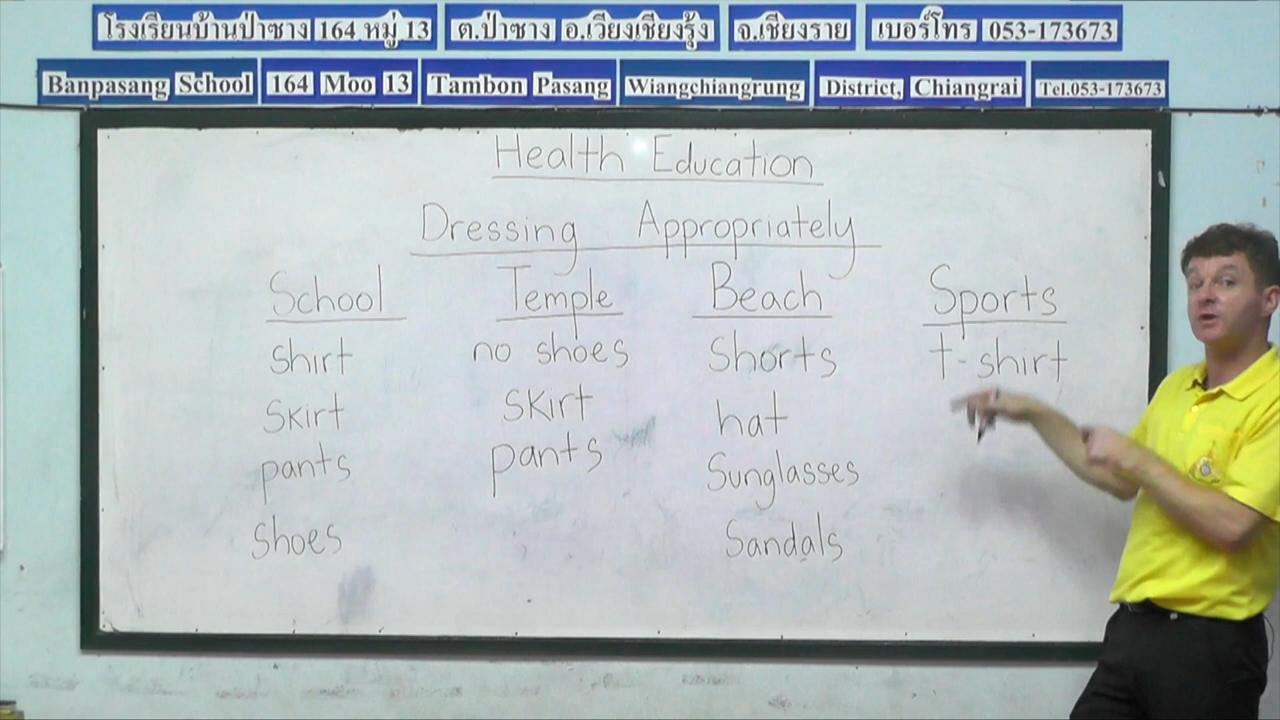 โรงเรียนบ้านป่าซาง 164 หมู่ 13 ต.ป่าซาง อ.เวียงเชียงรุ้ง จ.เชียงราย เบอร์โทร 053-173673
Banpasang School 164 Moo 13 Tambon Pasang Wiangchiangrung District, Chiangrai Tel.053-173673
Health Education
Dressing Appropriately
School Temple Beach Sports
Shirt no shoes Shorts t-shirt
Skirt Skirt hat
pants pants Sunglasses
Shoes Sandals